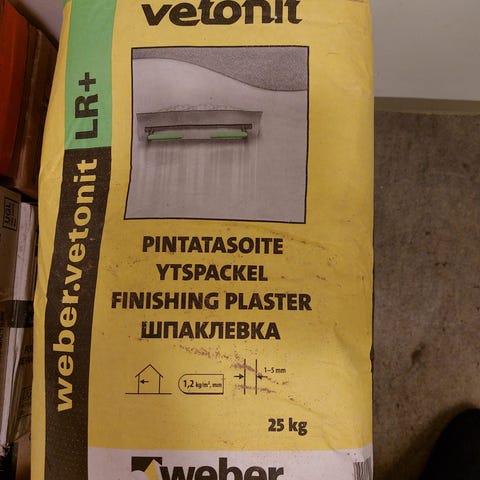 vetonit
weber.vetonit LR+
PINTATASOITE
YTSPACKEL
FINISHING PLASTER
ШПАКЛЕВКА
1,2 kg/m², mm
1–5 mm
25 kg
weber
UGL